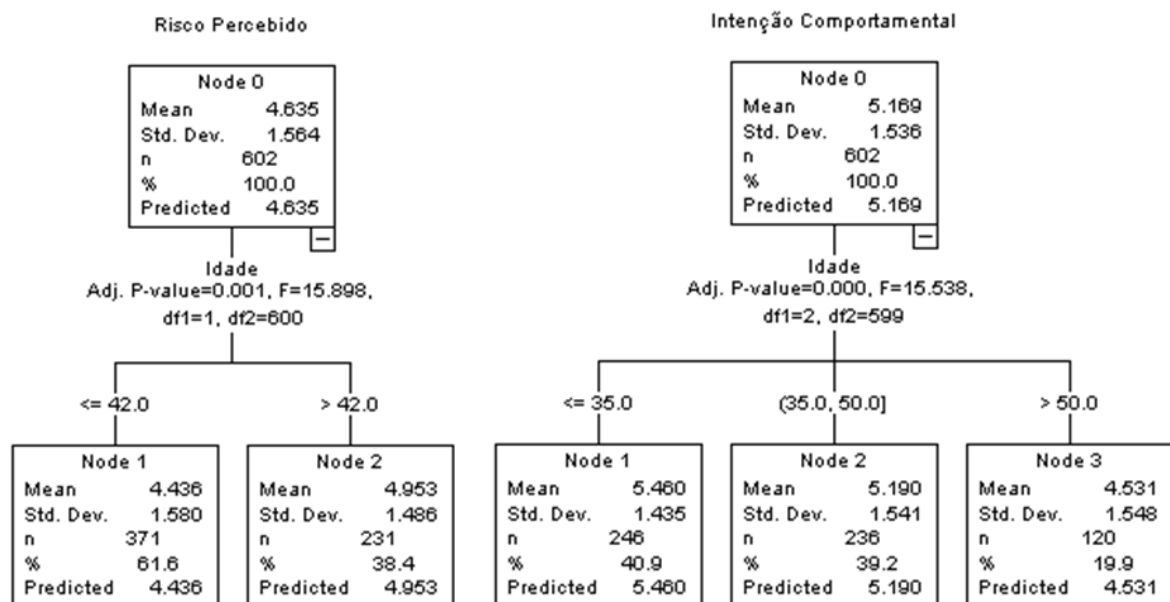 Risco Percebido
Node 0
Mean 4.635
Std. Dev. 1.564
n 602
% 100.0
Predicted 4.635
Idade
Adj. P-value=0.001, F=15.898,
df1=1, df2=600
<= 42.0
> 42.0
Node 1
Mean 4.436
Std. Dev. 1.580
n 371
% 61.6
Predicted 4.436
Node 2
Mean 4.953
Std. Dev. 1.486
n 231
% 38.4
Predicted 4.953
Intenção Comportamental
Node 0
Mean 5.169
Std. Dev. 1.536
n 602
% 100.0
Predicted 5.169
Idade
Adj. P-value=0.000, F=15.538,
df1=2, df2=599
<= 35.0
(35.0, 50.0]
> 50.0
Node 1
Mean 5.460
Std. Dev. 1.435
n 246
% 40.9
Predicted 5.460
Node 2
Mean 5.190
Std. Dev. 1.541
n 236
% 39.2
Predicted 5.190
Node 3
Mean 4.531
Std. Dev. 1.548
n 120
% 19.9
Predicted 4.531